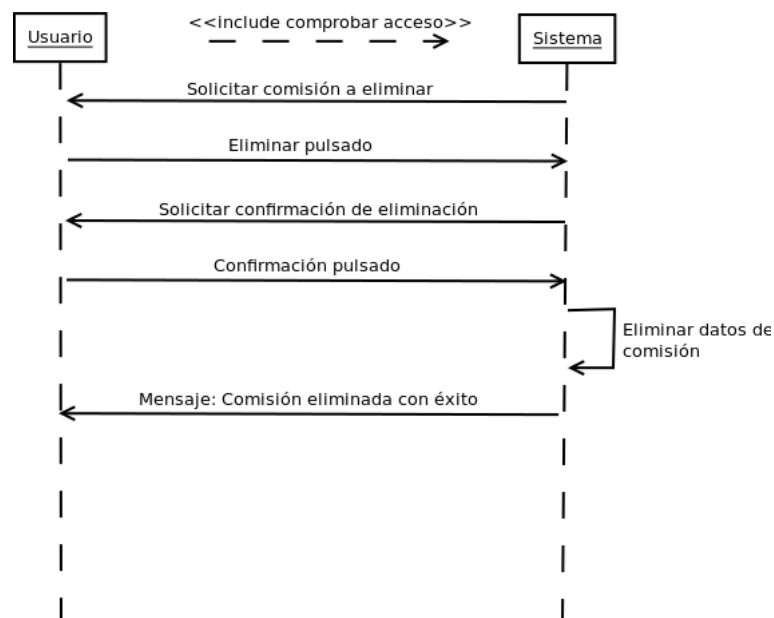 <<include comprobar acceso>>
Usuario
Sistema
Solicitar comisión a eliminar
Eliminar pulsado
Solicitar confirmación de eliminación
Confirmación pulsado
Eliminar datos de
comisión
Mensaje: Comisión eliminada con éxito